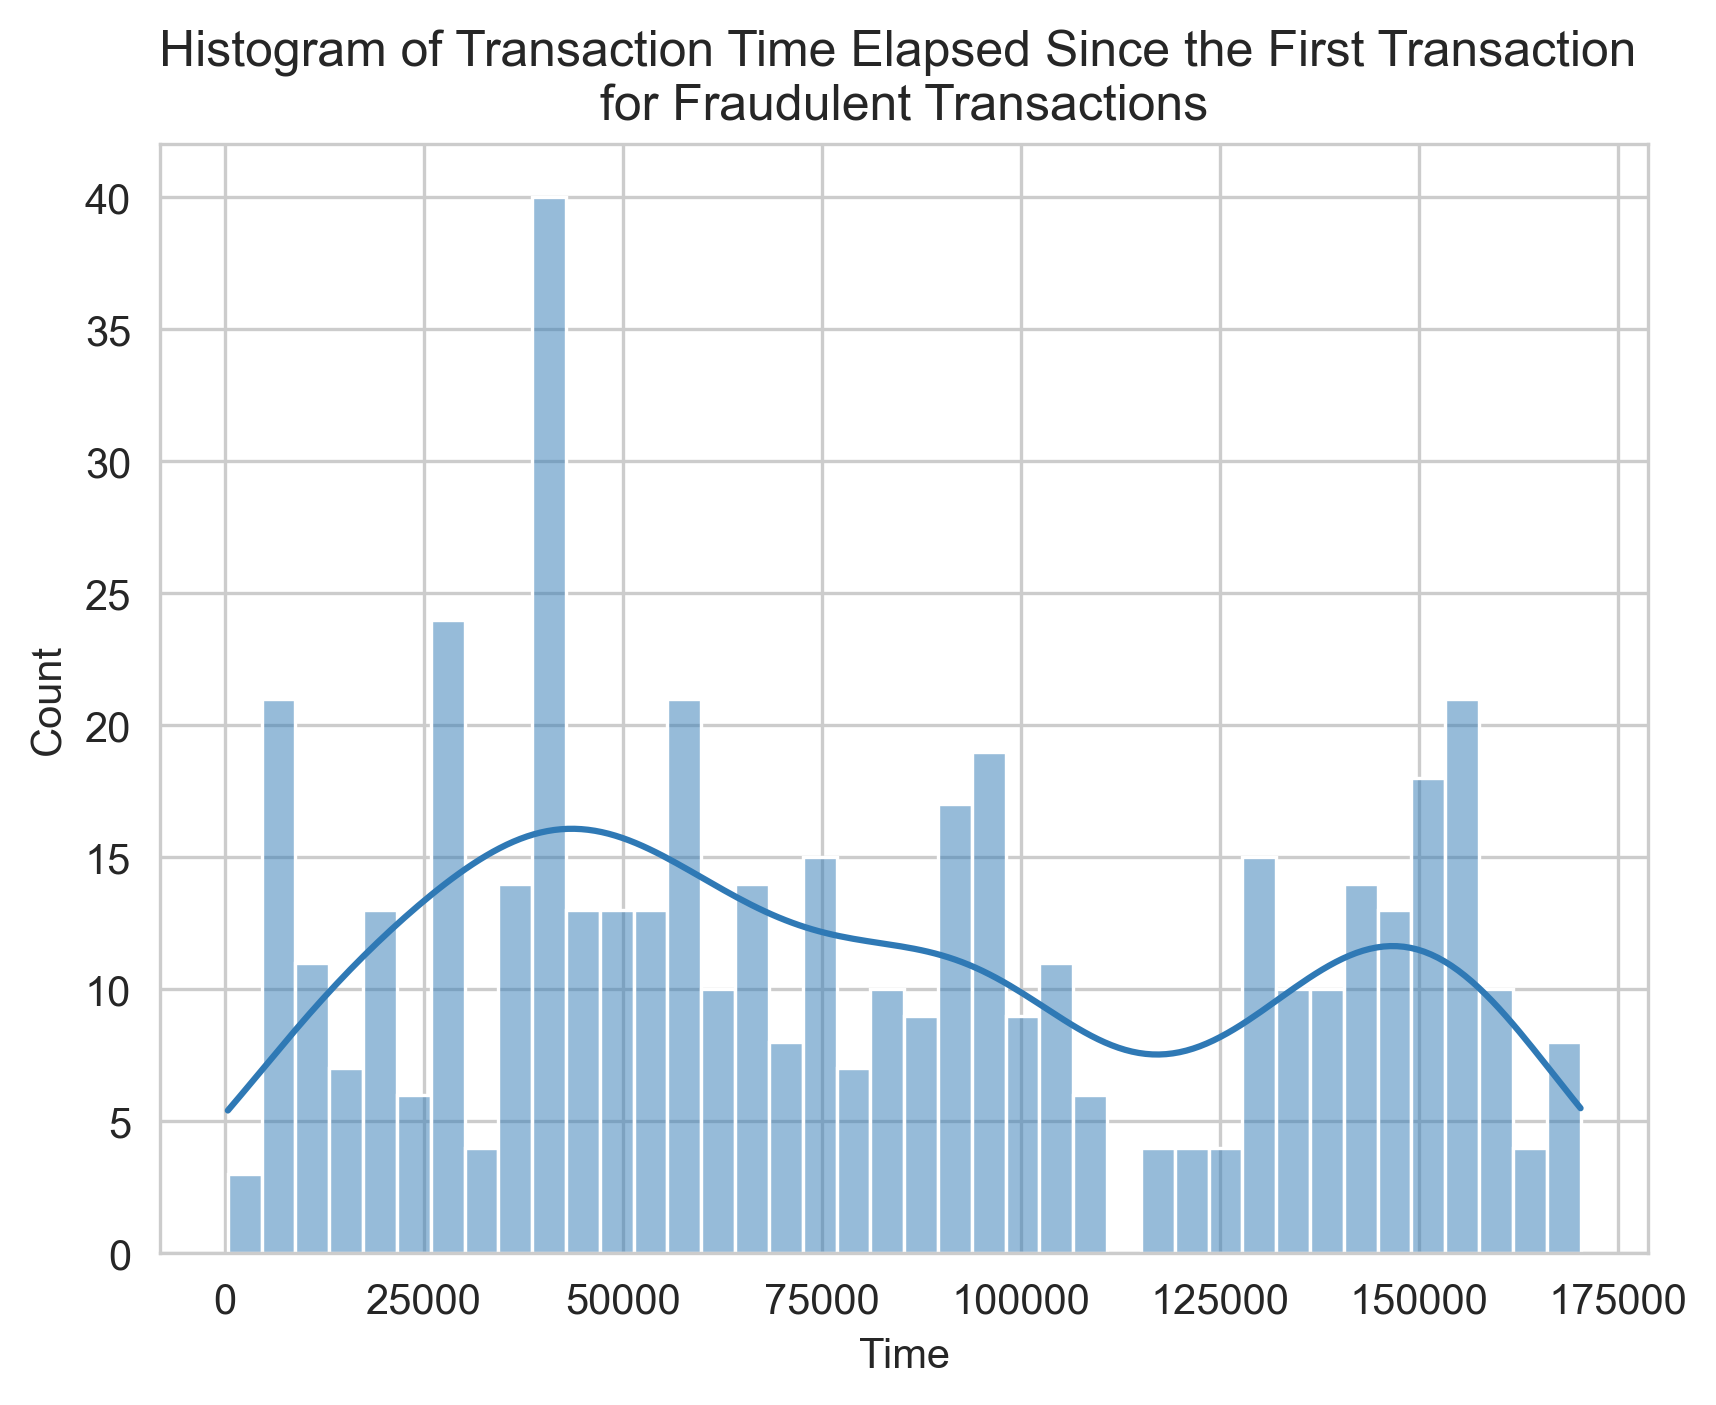 Histogram of Transaction Time Elapsed Since the First Transaction
for Fraudulent Transactions
40
35
30
25
20
15
10
5
0
Count
0 25000 50000 75000 100000 125000 150000 175000
Time